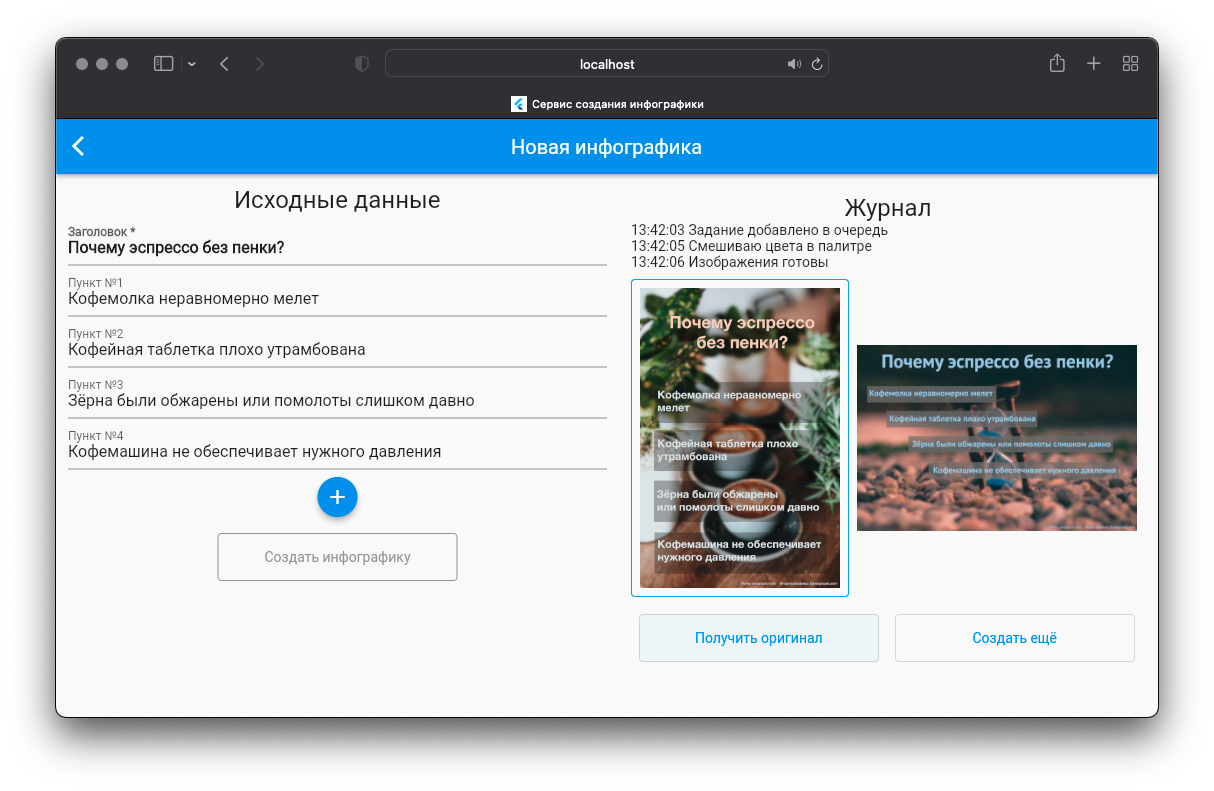 localhost
Сервис создания инфографики
Новая инфографика
Исходные данные
Заголовок *
Почему эспрессо без пенки?
Пункт №1
Кофемолка неравномерно мелет
Пункт №2
Кофейная таблетка плохо утрамбована
Пункт №3
Зёрна были обжарены или помолоты слишком давно
Пункт №4
Кофемашина не обеспечивает нужного давления
+
Создать инфографику
Журнал
13:42:03 Задание добавлено в очередь
13:42:05 Смешиваю цвета в палитре
13:42:06 Изображения готовы
Почему эспрессо
без пенки?
Кофемолка неравномерно
мелет
Кофейная таблетка плохо
утрамбована
Зёрна были обжарены
или помолоты слишком давно
Кофемашина не обеспечивает
нужного давления
Почему эспрессо без пенки?
Кофемолка неравномерно мелет
Кофейная таблетка плохо утрамбована
Зёрна были обжарены или помолоты слишком давно
Кофемашина не обеспечивает нужного давления
Получить оригинал
Создать ещё